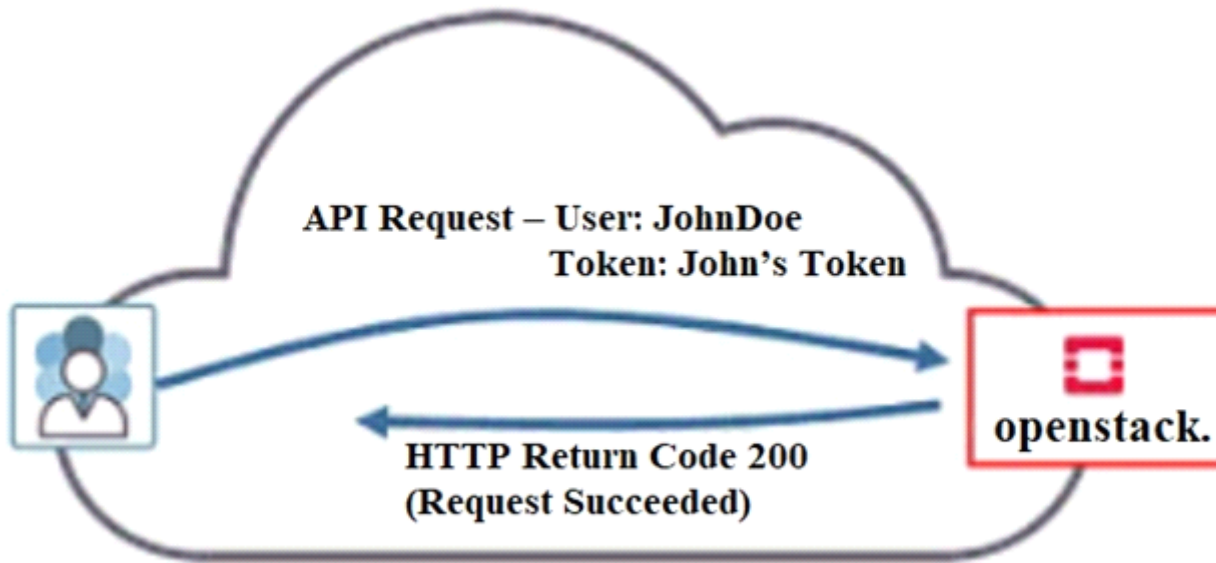 API Request – User: JohnDoe
Token: John’s Token
openstack.
HTTP Return Code 200
(Request Succeeded)